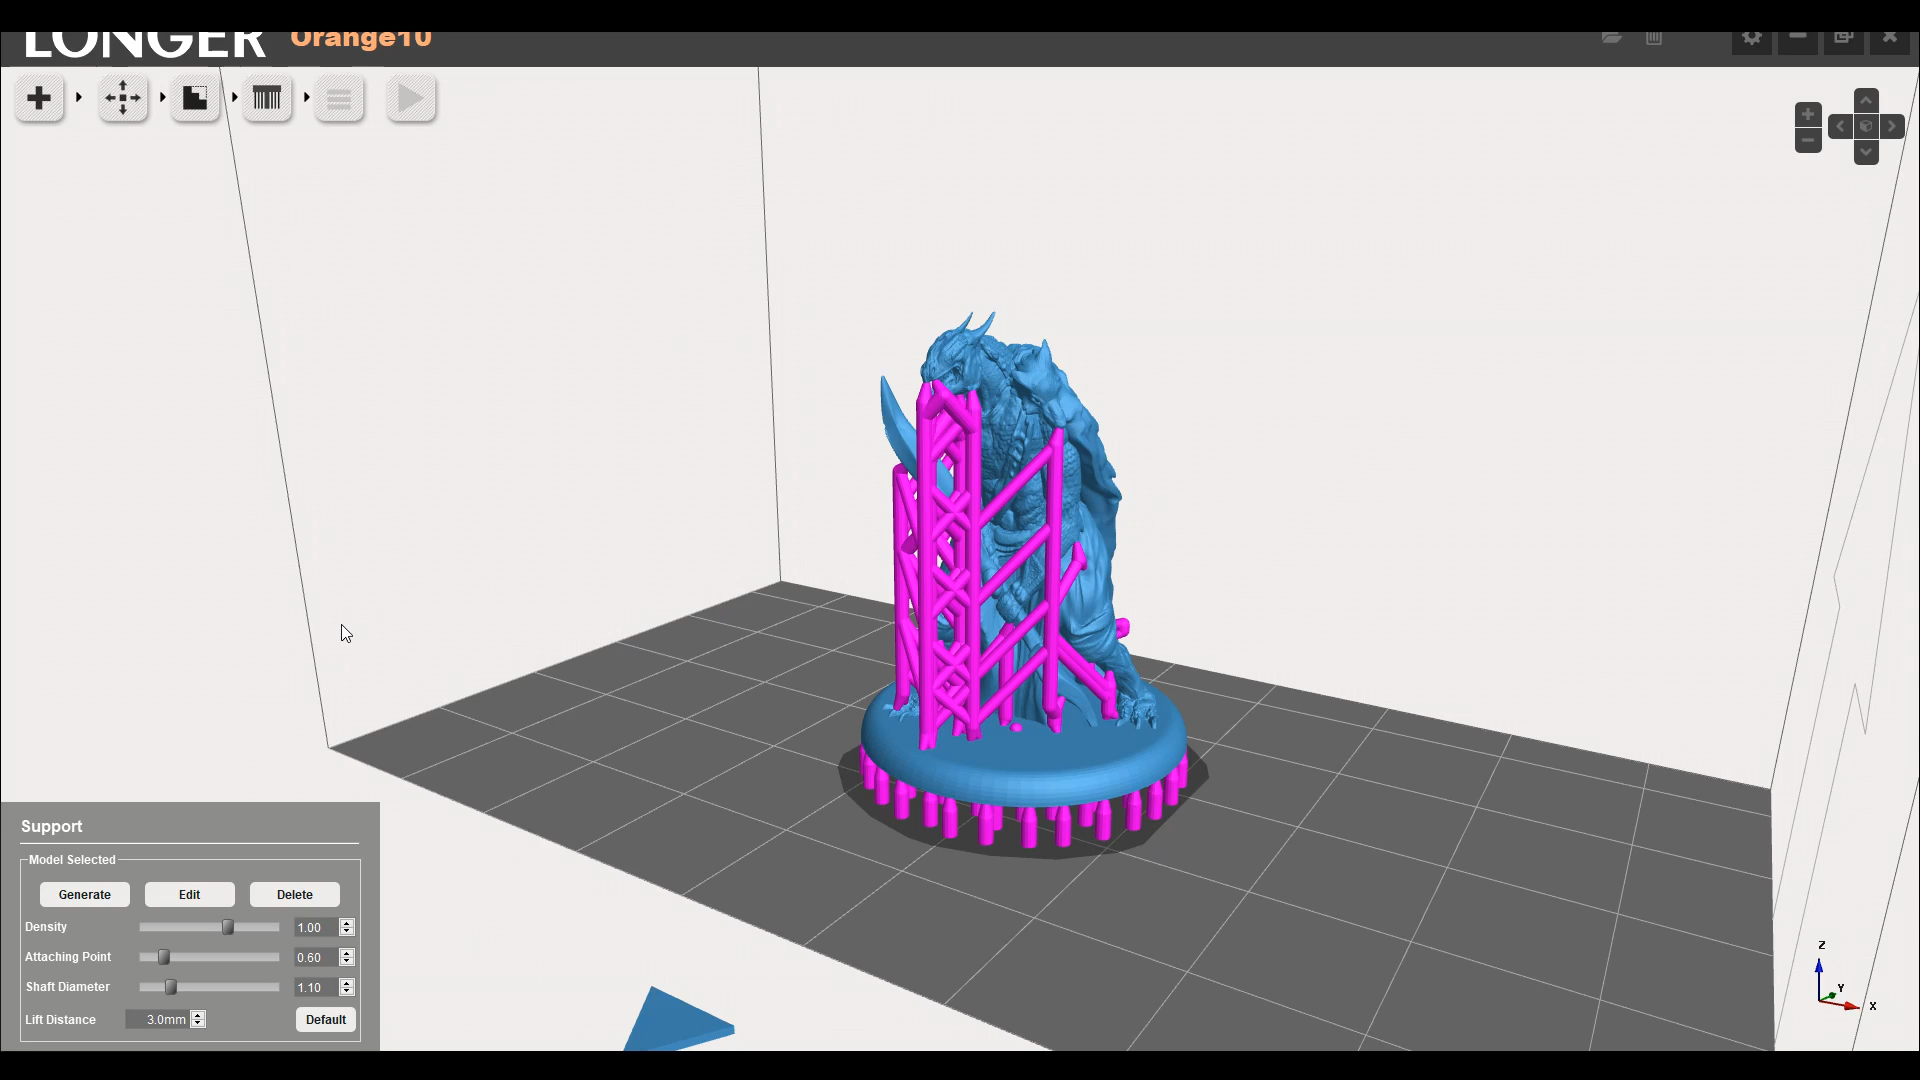 LONGER Orange10
Support
Model Selected
Generate Edit Delete
Density 1.00
Attaching Point 0.60
Shaft Diameter 1.10
Lift Distance 3.0mm Default
Z
Y
X